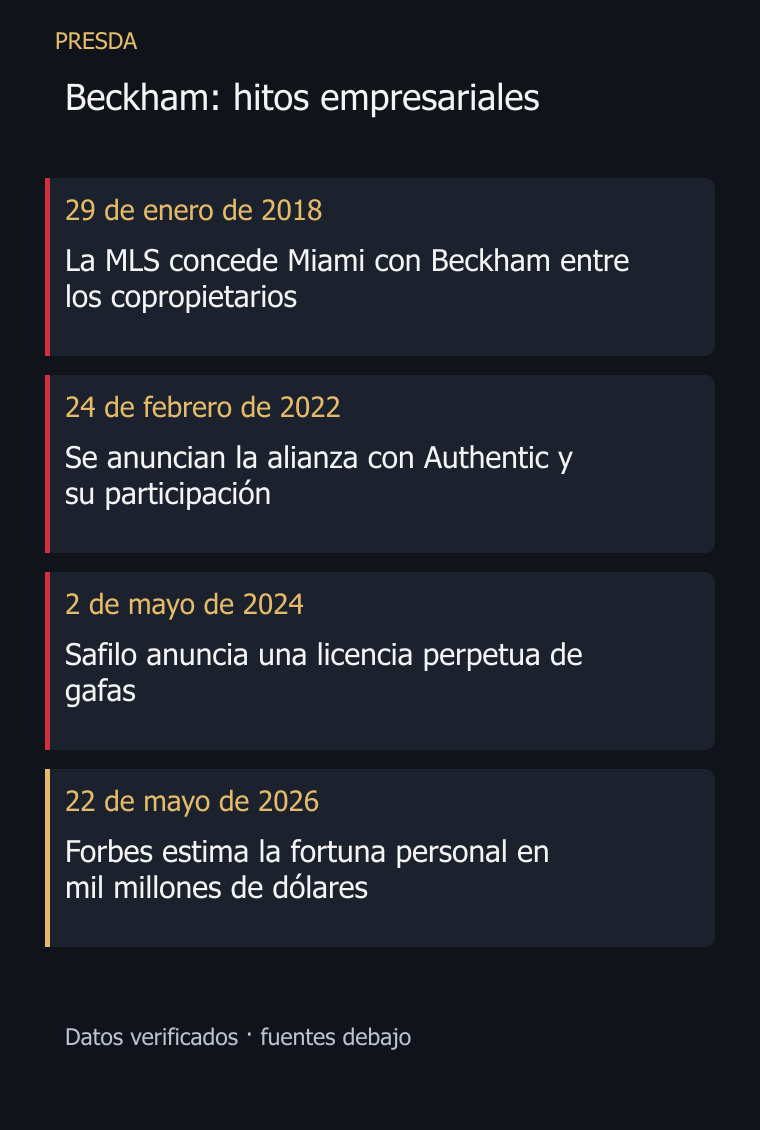 PRESDA
Beckham: hitos empresariales
29 de enero de 2018
La MLS concede Miami con Beckham entre
los copropietarios
24 de febrero de 2022
Se anuncian la alianza con Authentic y
su participación
2 de mayo de 2024
Safilo anuncia una licencia perpetua de
gafas
22 de mayo de 2026
Forbes estima la fortuna personal en
mil millones de dólares
Datos verificados · fuentes debajo